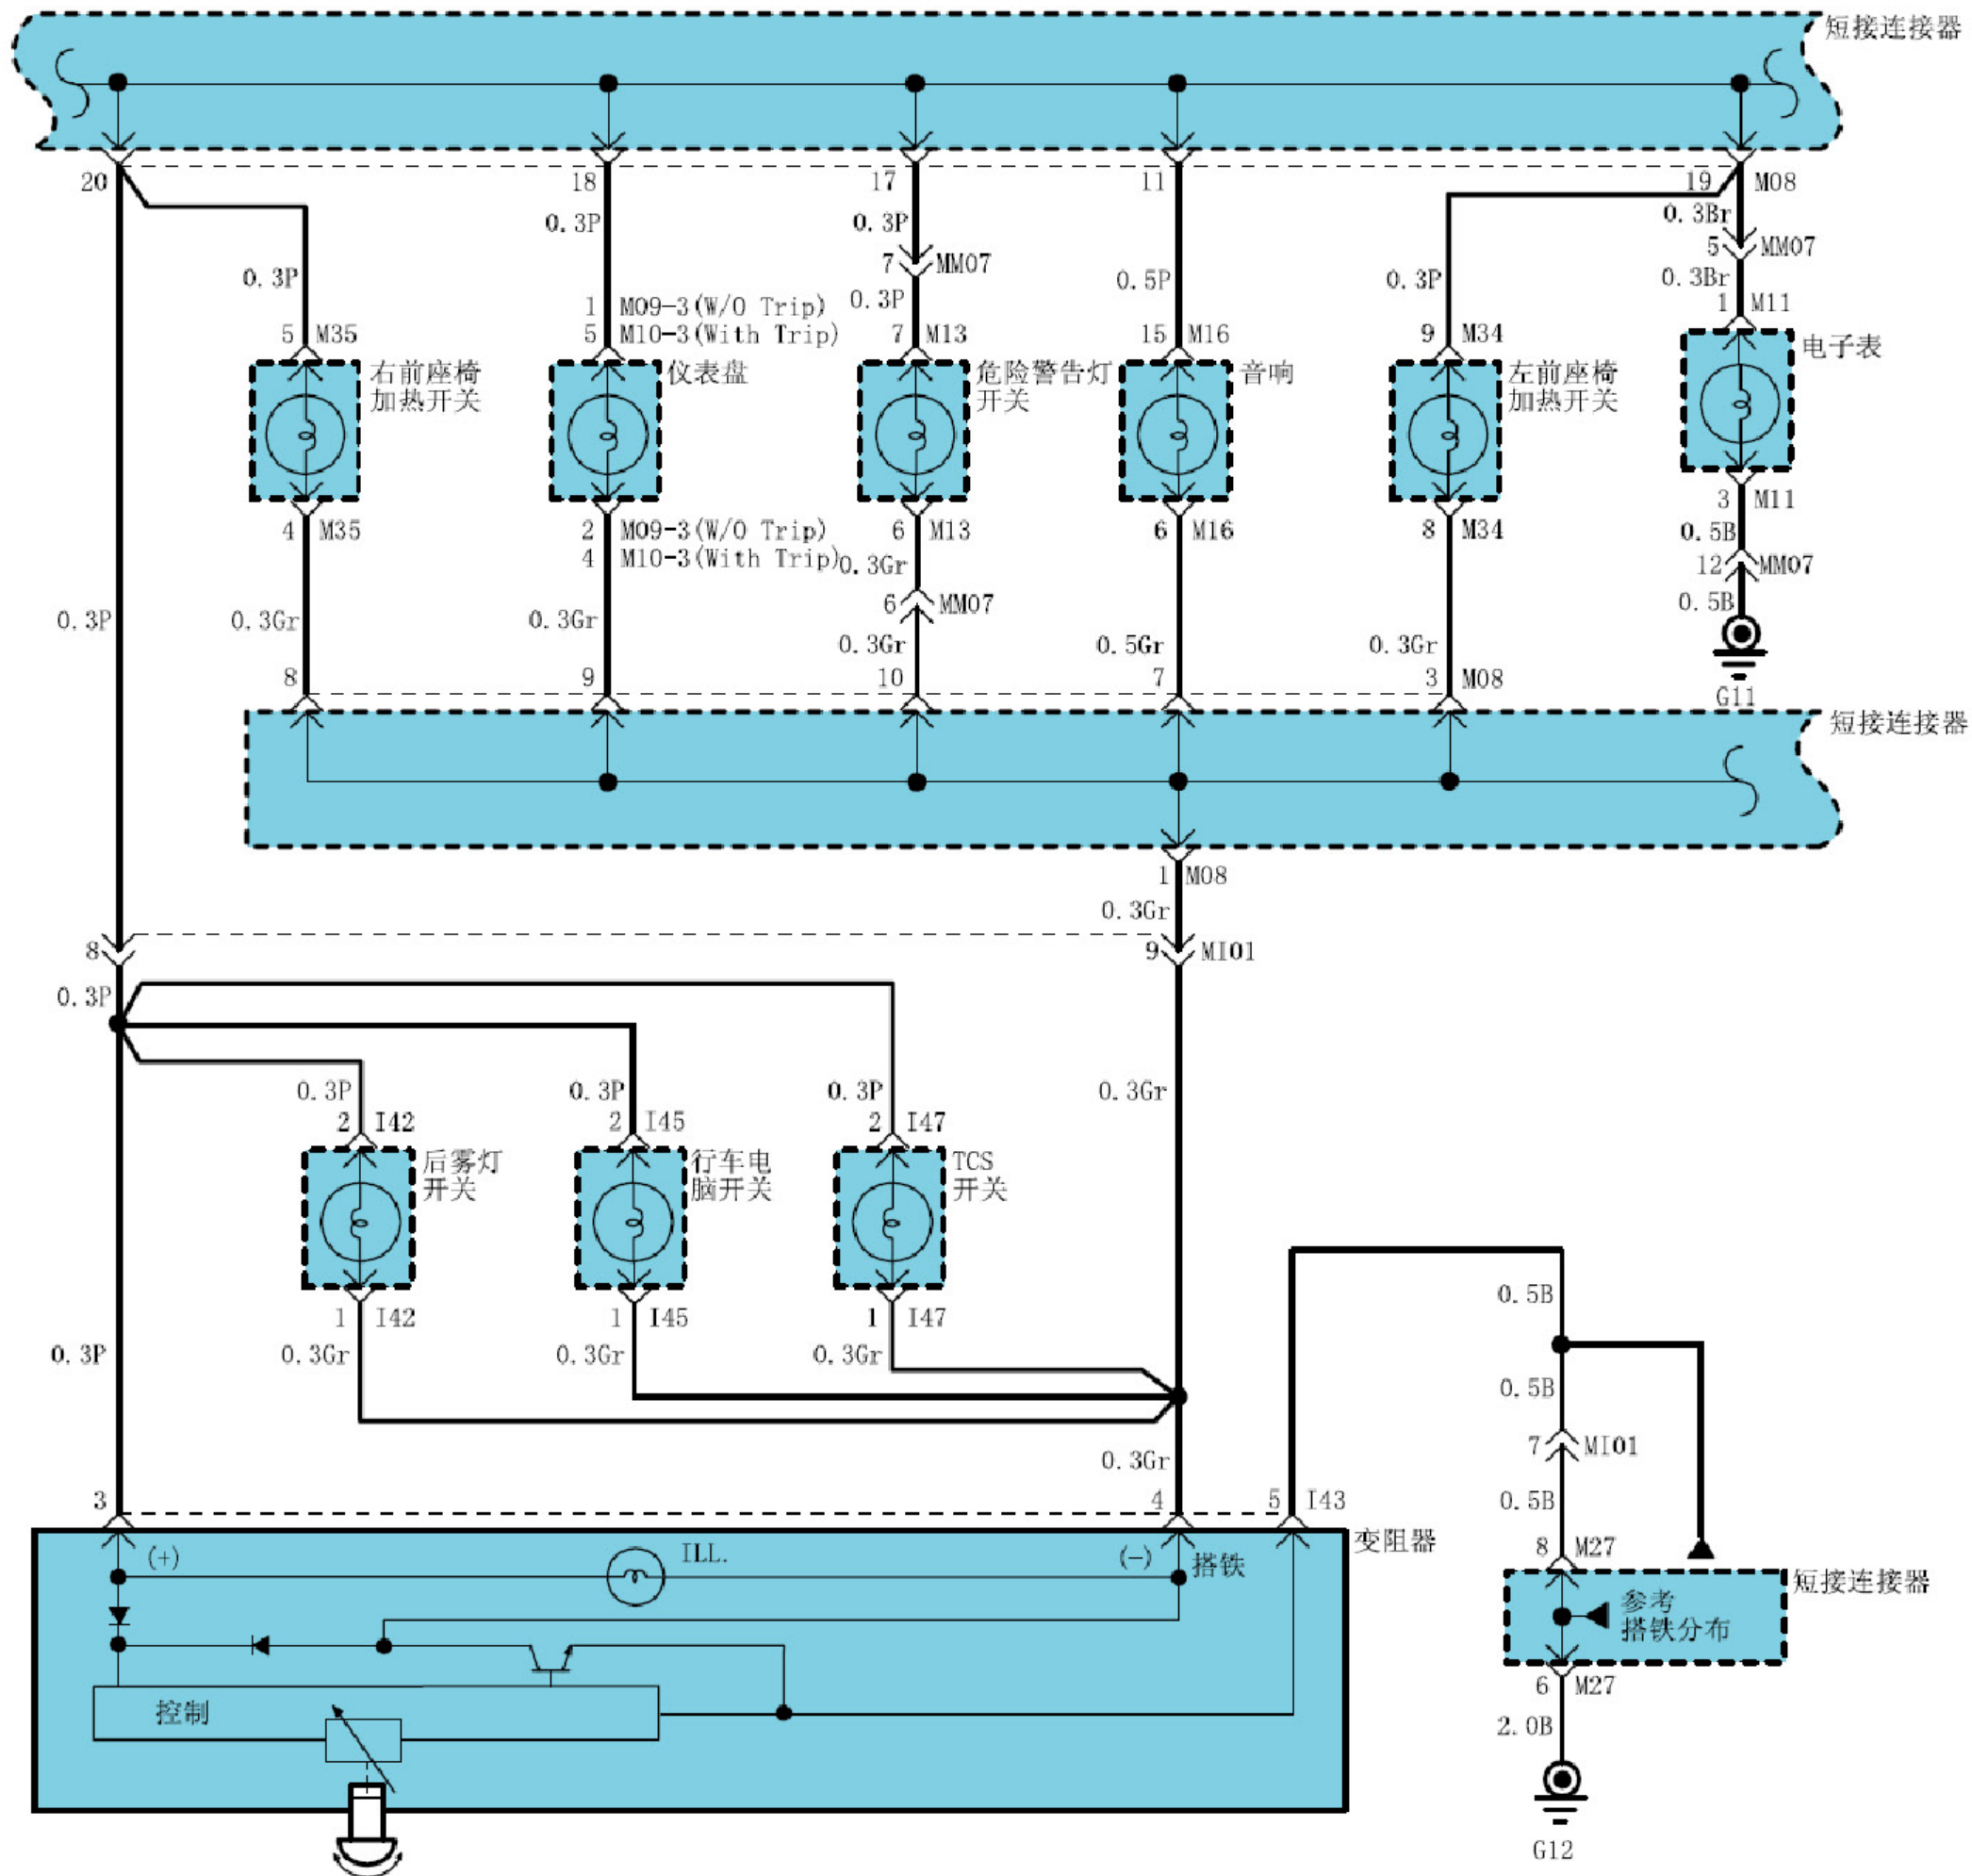 短接连接器
20
18
17
11
19
M08
0.3P
0.3P
0.3Br
7
MM07
5
MM07
0.3P
0.5P
0.3P
0.3Br
1 M09-3(W/O Trip)
0.3P
1 M11
5 M35
5 M10-3(With Trip)
7 M13
15 M16
9 M34
右前座椅
加热开关
仪表盘
危险警告灯
开关
音响
左前座椅
加热开关
电子表
4 M35
2 M09-3(W/O Trip)
4 M10-3(With Trip)
6 M13
6 M16
8 M34
3 M11
0.5B
0.3Gr
12 MM07
6 MM07
0.5B
0.3P
0.3Gr
0.3Gr
0.3Gr
0.5Gr
0.3Gr
8
9
10
7
3 M08
G11
短接连接器
1 M08
0.3Gr
8
9 MI01
0.3P
0.3P
0.3P
0.3P
0.3Gr
2 I42
2 I45
2 I47
后雾灯
开关
行车电
脑开关
TCS
开关
1 I42
1 I45
1 I47
0.5B
0.3P
0.3Gr
0.3Gr
0.3Gr
0.5B
0.3Gr
7 MI01
3
4
5 I43
0.5B
变阻器
8 M27
(+)
ILL.
(-)
搭铁
短接连接器
参考
搭铁分布
控制
6 M27
2.0B
G12